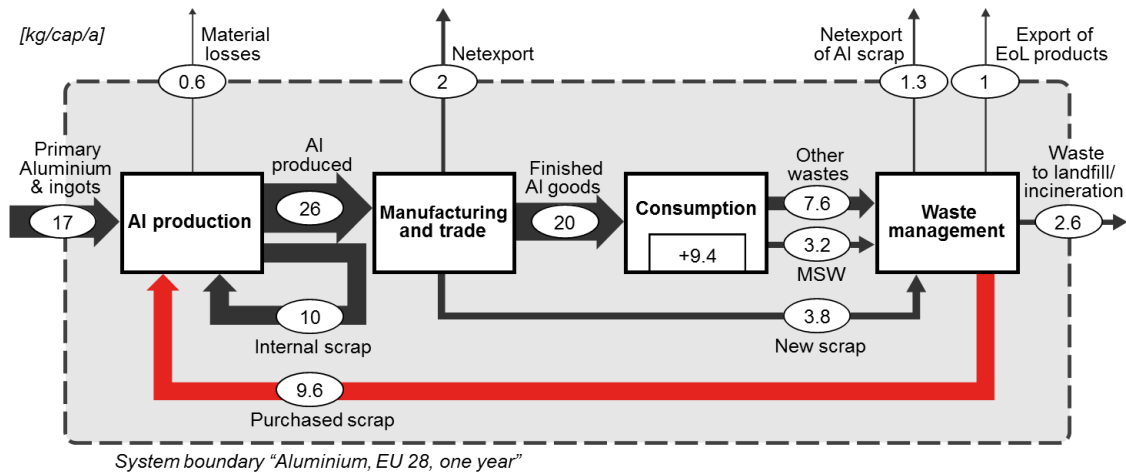 [kg/cap/a]
Material
losses
0.6
Netexport
2
Netexport
of Al scrap
1.3
Export of
EoL products
1
Primary
Aluminium
& ingots
17
Al production
Al
produced
26
Manufacturing
and trade
Finished
Al goods
20
Consumption
+9.4
Other
wastes
7.6
3.2
MSW
Waste
management
Waste
to landfill/
incineration
2.6
10
Internal scrap
3.8
New scrap
9.6
Purchased scrap
System boundary “Aluminium, EU 28, one year”